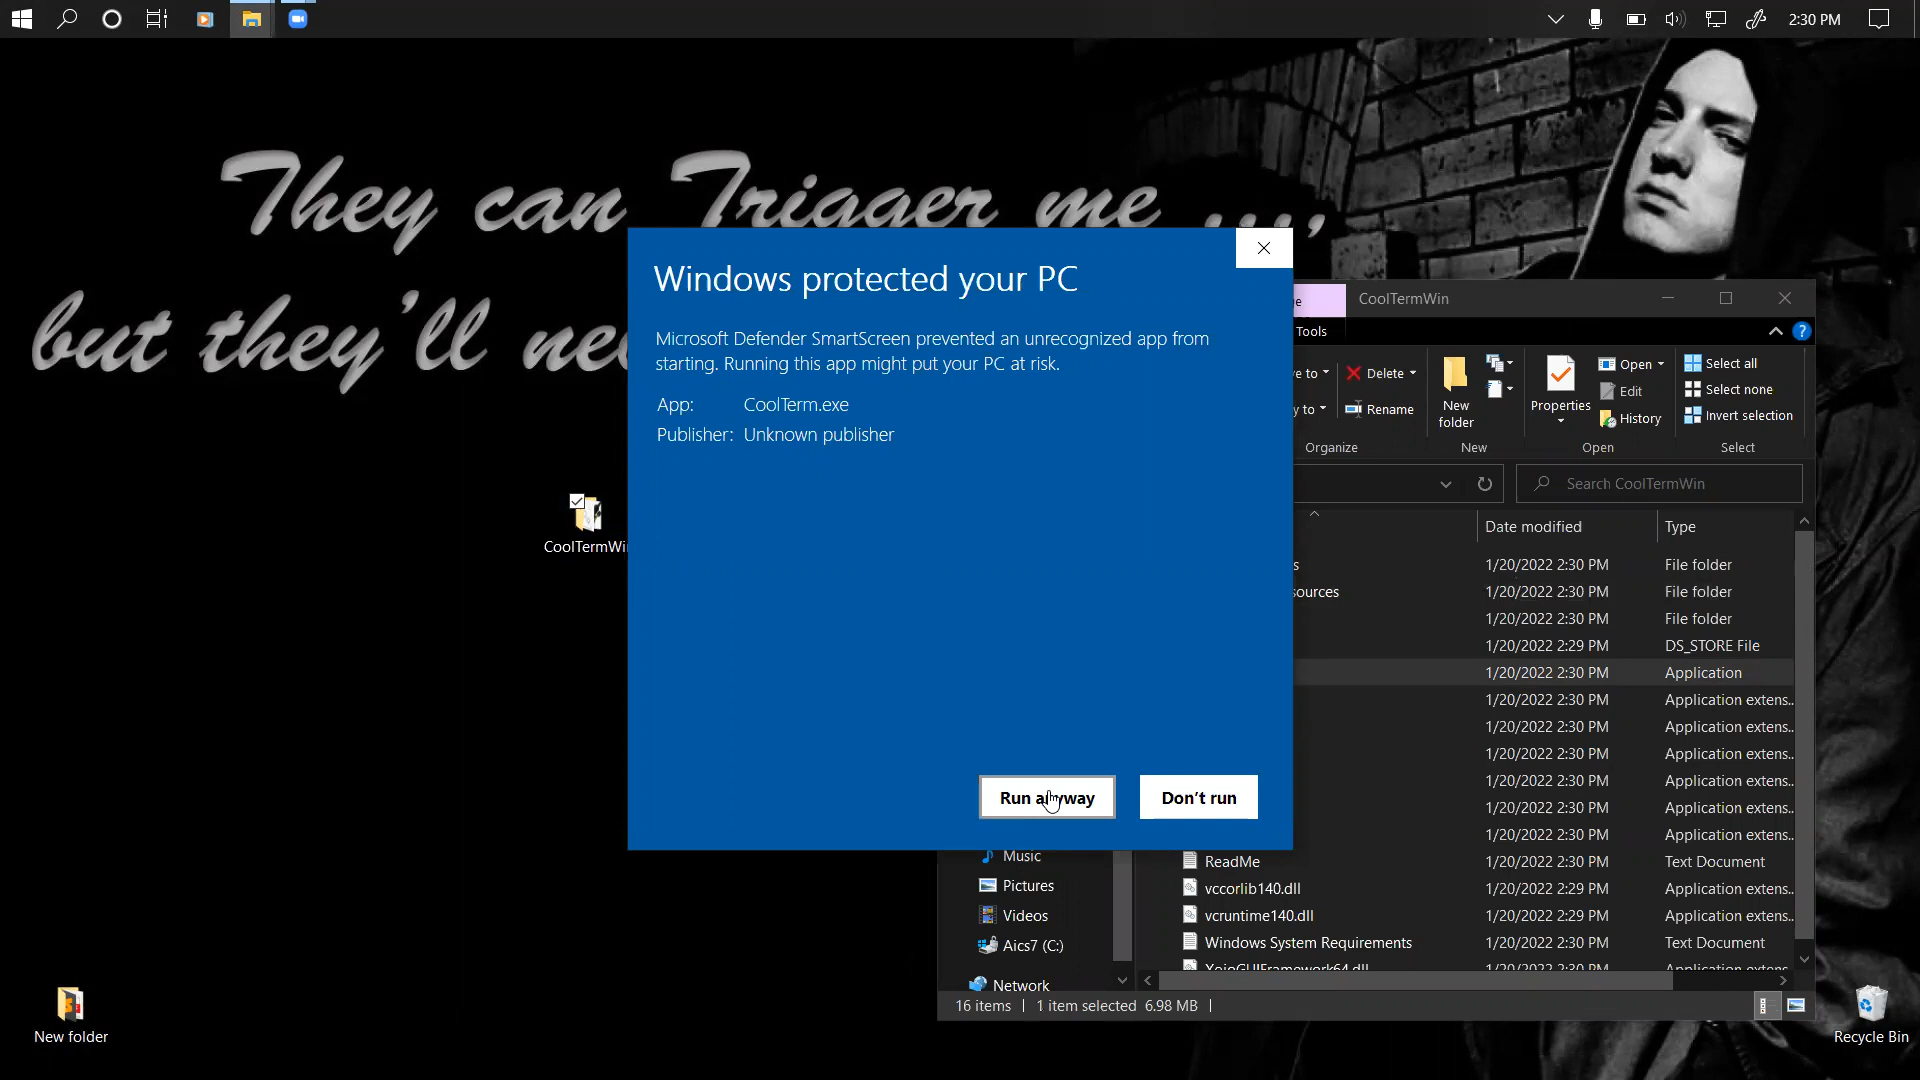 2:30 PM
They can Trigger me ....,
but they'll
Windows protected your PC
Microsoft Defender SmartScreen prevented an unrecognized app from
starting. Running this app might put your PC at risk.
App: CoolTerm.exe
Publisher: Unknown publisher
Run anyway
Don't run
CoolTermWi
CoolTermWin
Tools
Delete
Rename
Organize
New
folder
New
Properties
Open
Edit
History
Open
Select all
Select none
Invert selection
Select
Search CoolTermWin
Date modified
Type
1/20/2022 2:30 PM File folder
1/20/2022 2:30 PM File folder
1/20/2022 2:30 PM File folder
1/20/2022 2:29 PM DS_STORE File
1/20/2022 2:30 PM Application
1/20/2022 2:30 PM Application extens..
1/20/2022 2:30 PM Application extens..
1/20/2022 2:30 PM Application extens..
1/20/2022 2:30 PM Application extens..
1/20/2022 2:30 PM Application extens..
1/20/2022 2:30 PM Application extens..
ReadMe 1/20/2022 2:30 PM Text Document
vccorlib140.dll 1/20/2022 2:29 PM Application extens..
vcruntime140.dll 1/20/2022 2:29 PM Application extens..
Windows System Requirements 1/20/2022 2:30 PM Text Document
XojoGUIFramework64.dll 1/20/2022 2:30 PM Application extens..
Music
Pictures
Videos
Aics7 (C:)
Network
16 items 1 item selected 6.98 MB
New folder
Recycle Bin